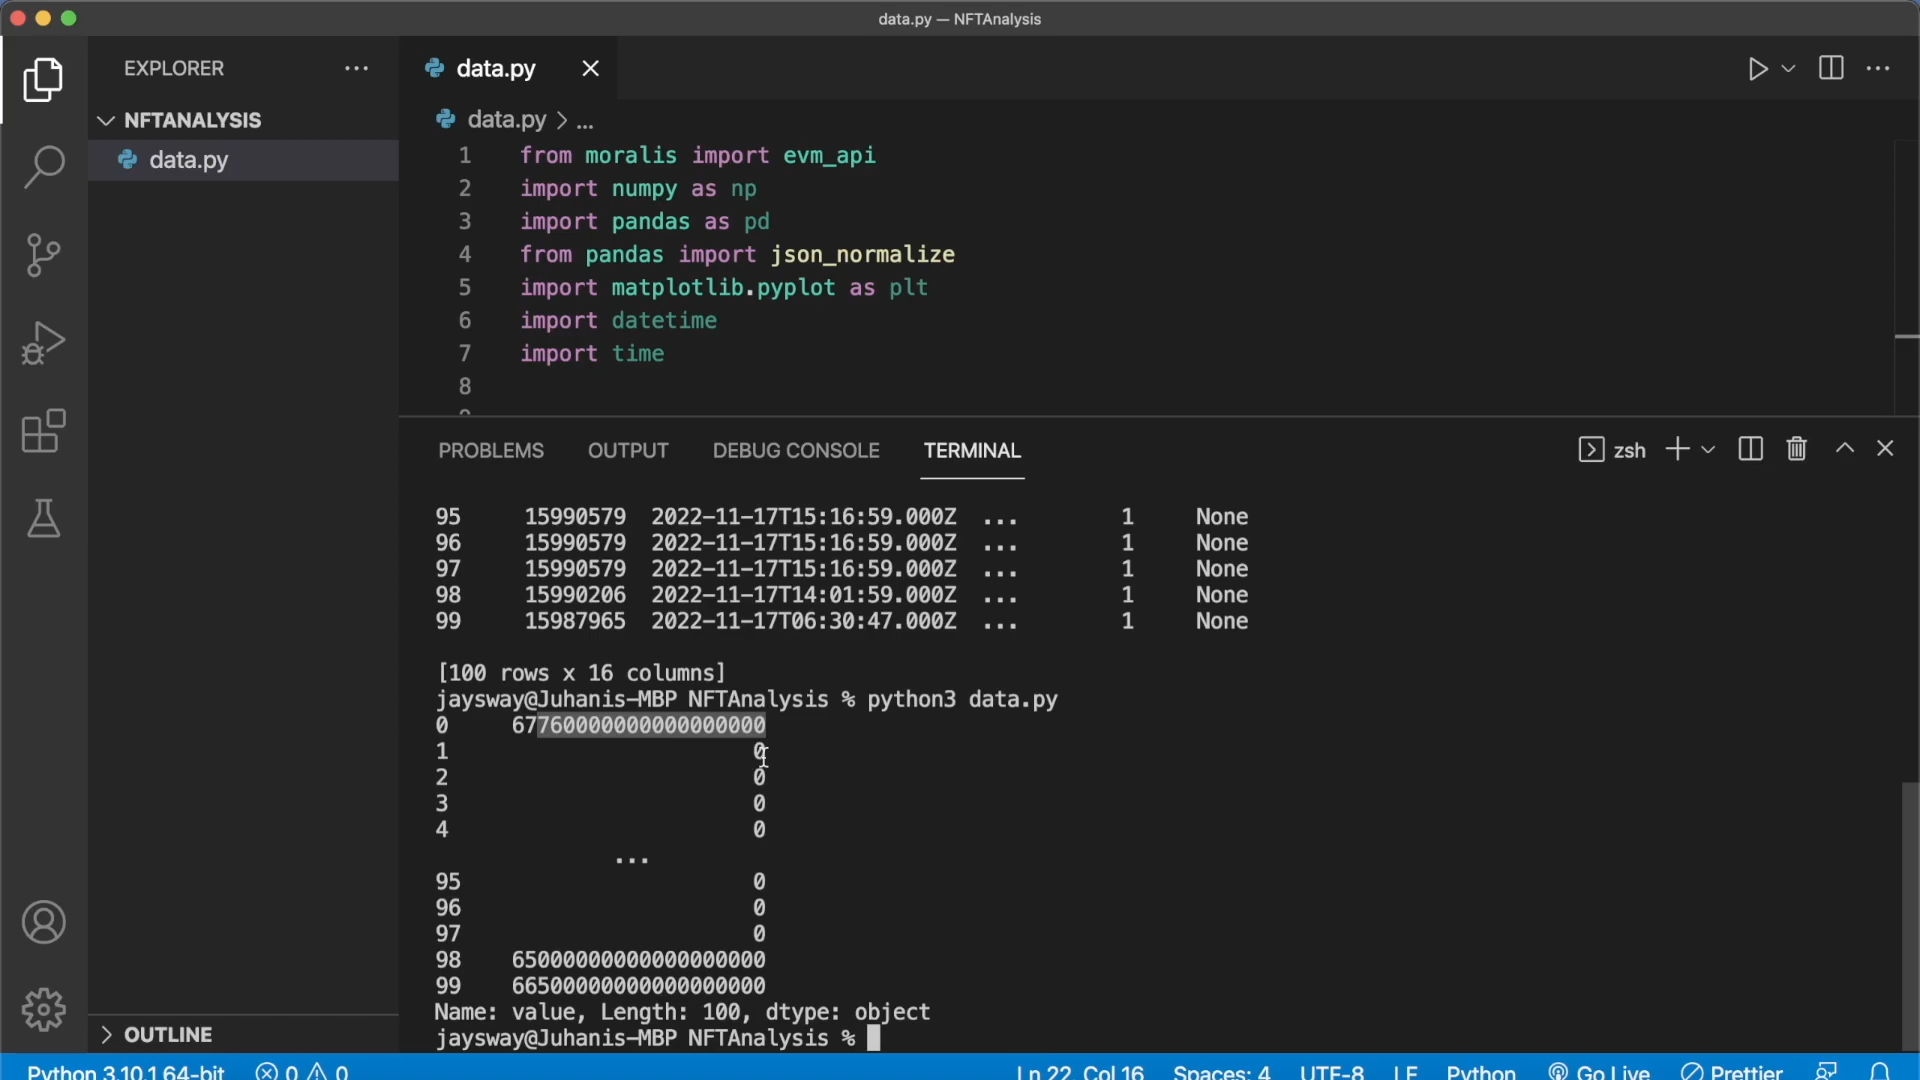 data.py — NFTAnalysis
EXPLORER
NFTANALYSIS
data.py
OUTLINE
data.py
data.py > ...
1 from moralis import evm_api
2 import numpy as np
3 import pandas as pd
4 from pandas import json_normalize
5 import matplotlib.pyplot as plt
6 import datetime
7 import time
8
PROBLEMS OUTPUT DEBUG CONSOLE TERMINAL zsh
95 15990579 2022-11-17T15:16:59.000Z ... 1 None
96 15990579 2022-11-17T15:16:59.000Z ... 1 None
97 15990579 2022-11-17T15:16:59.000Z ... 1 None
98 15990206 2022-11-17T14:01:59.000Z ... 1 None
99 15987965 2022-11-17T06:30:47.000Z ... 1 None
[100 rows x 16 columns]
jaysway@Juhanis-MBP NFTAnalysis % python3 data.py
0 67760000000000000000
1 0
2 0
3 0
4 0
...
95 0
96 0
97 0
98 65000000000000000000
99 66500000000000000000
Name: value, Length: 100, dtype: object
jaysway@Juhanis-MBP NFTAnalysis %
Python 3.10.1 64-bit 0 0 Ln 22, Col 16 Spaces: 4 UTF-8 LF Python Go Live Prettier